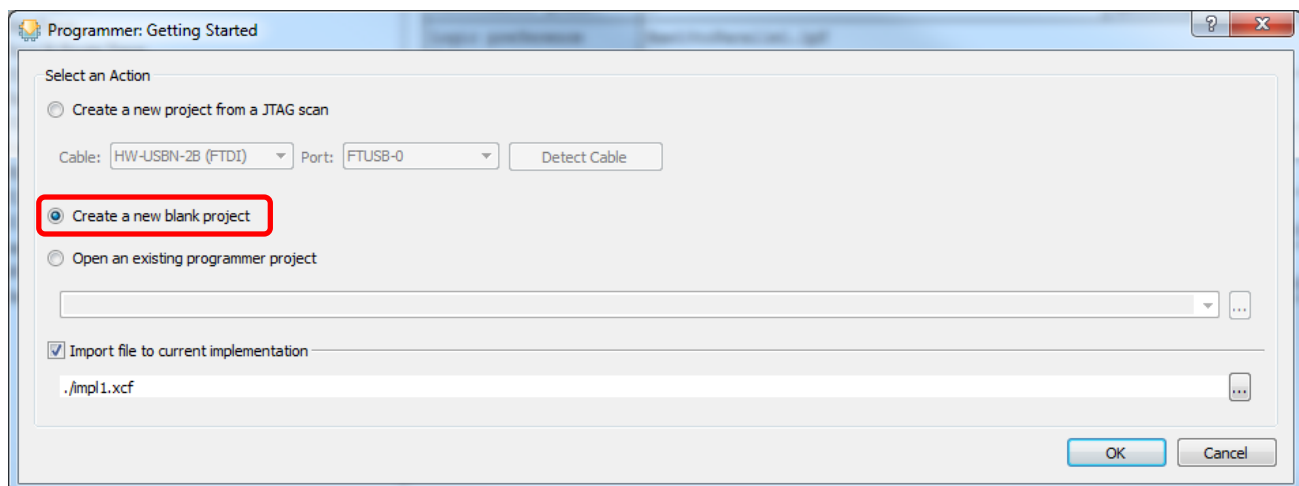 Programmer: Getting Started
Select an Action
Create a new project from a JTAG scan
Cable: HW-USBN-2B (FTDI) Port: FTUSB-0 Detect Cable
Create a new blank project
Open an existing programmer project
...
Import file to current implementation
./impl1.xcf ...
OK Cancel